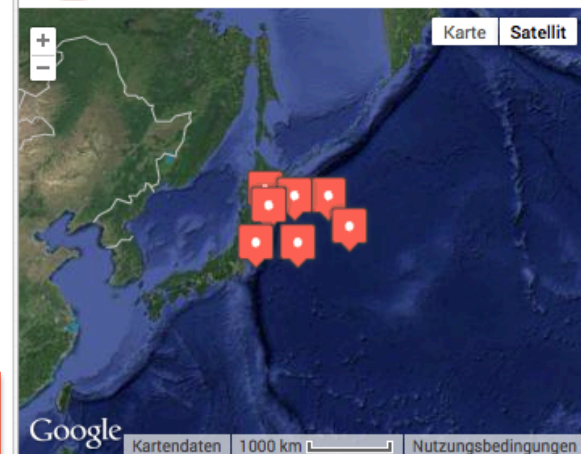 +
Karte Satellit
−
Google
Kartendaten 1000 km Nutzungsbedingungen